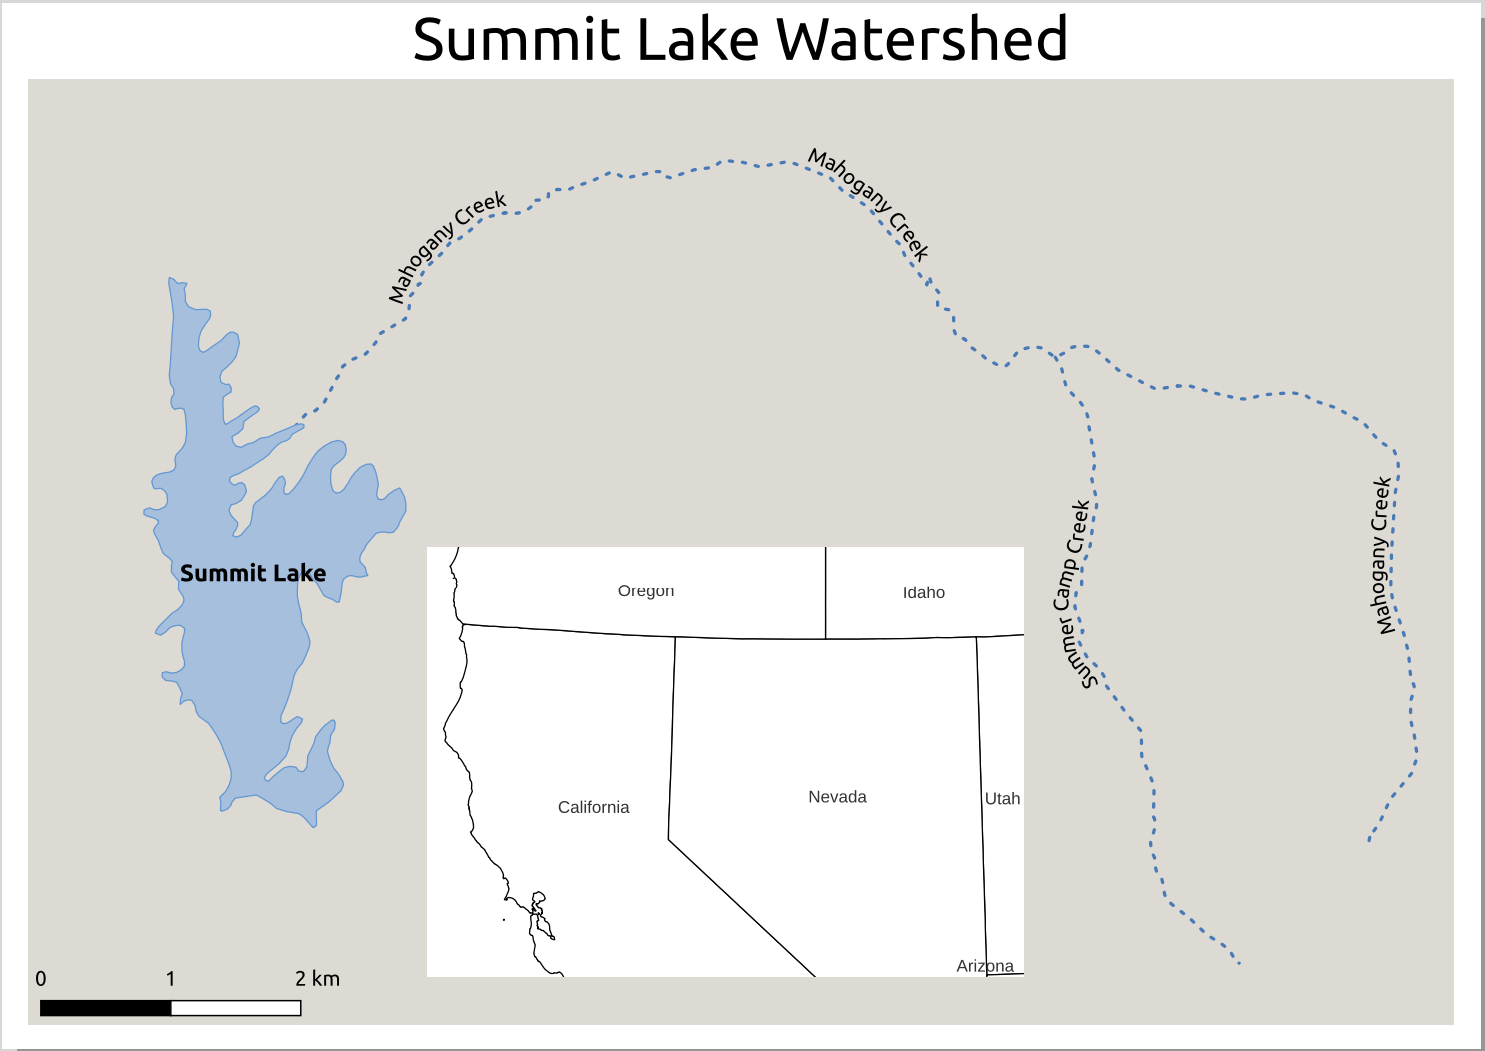 Summit Lake Watershed
Mahogany Creek
Mahogany Creek
Mahogany Creek
Summer Camp Creek
Summit Lake
Oregon
Idaho
California
Nevada
Utah
Arizona
0 1 2 km